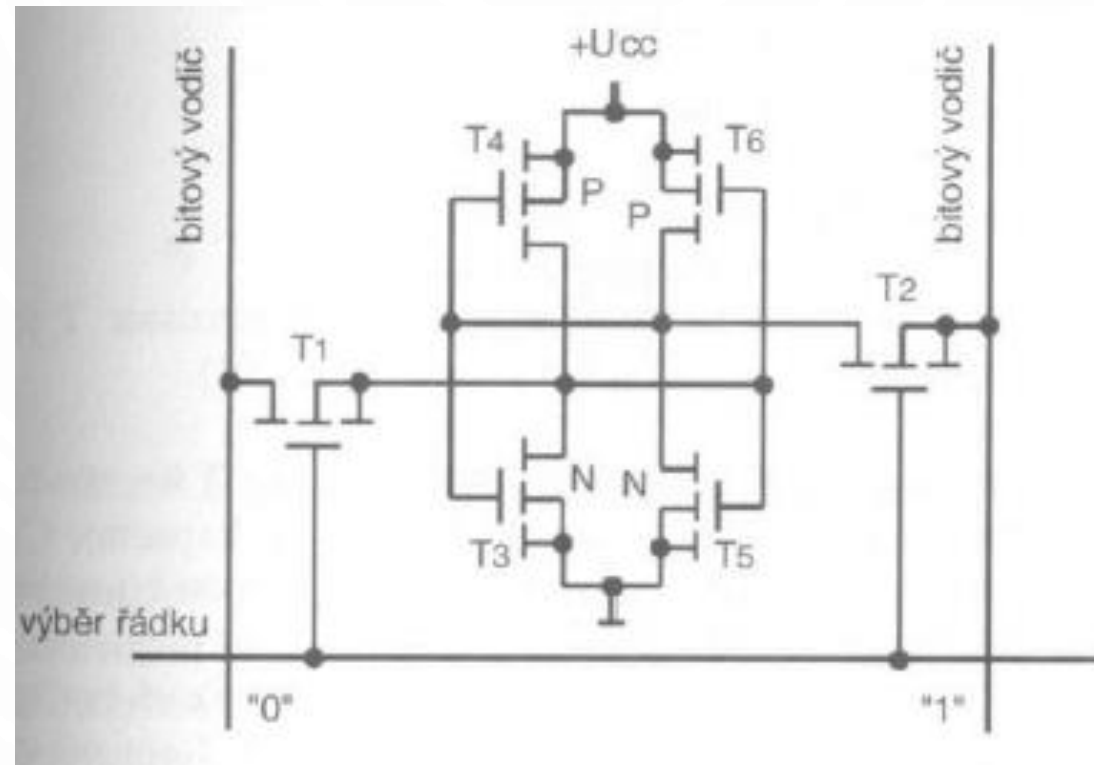 +Ucc
bitový vodič
bitový vodič
T4
T6
P
P
T2
T1
N
N
T3
T5
výběr řádku
"0"
"1"